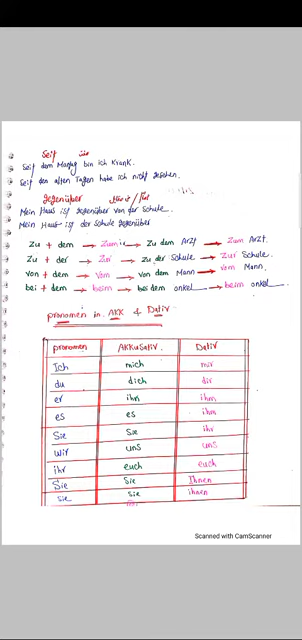 Seit
Seit dem Montag bin ich krank.
Seit den alten Tagen habe ich nicht gesehen.
gegenüber
Mein Haus ist gegenüber von der Schule.
Mein Haus ist der Schule gegenüber
Zu + dem → Zum → Zu dem Arzt → Zum Arzt.
Zu + der → Zur → zu der Schule → Zur Schule.
von + dem → Vom → von dem Mann → vom Mann.
bei + dem → beim → bei dem onkel → beim onkel
pronomen in AKK & Dativ
pronomen AKKusativ. Dativ
Ich mich mir
du dich dir
er ihn ihm
es es ihm
Sie Sie ihr
wir uns uns
ihr euch euch
Sie Sie Ihnen
sie sie ihnen
Scanned with CamScanner